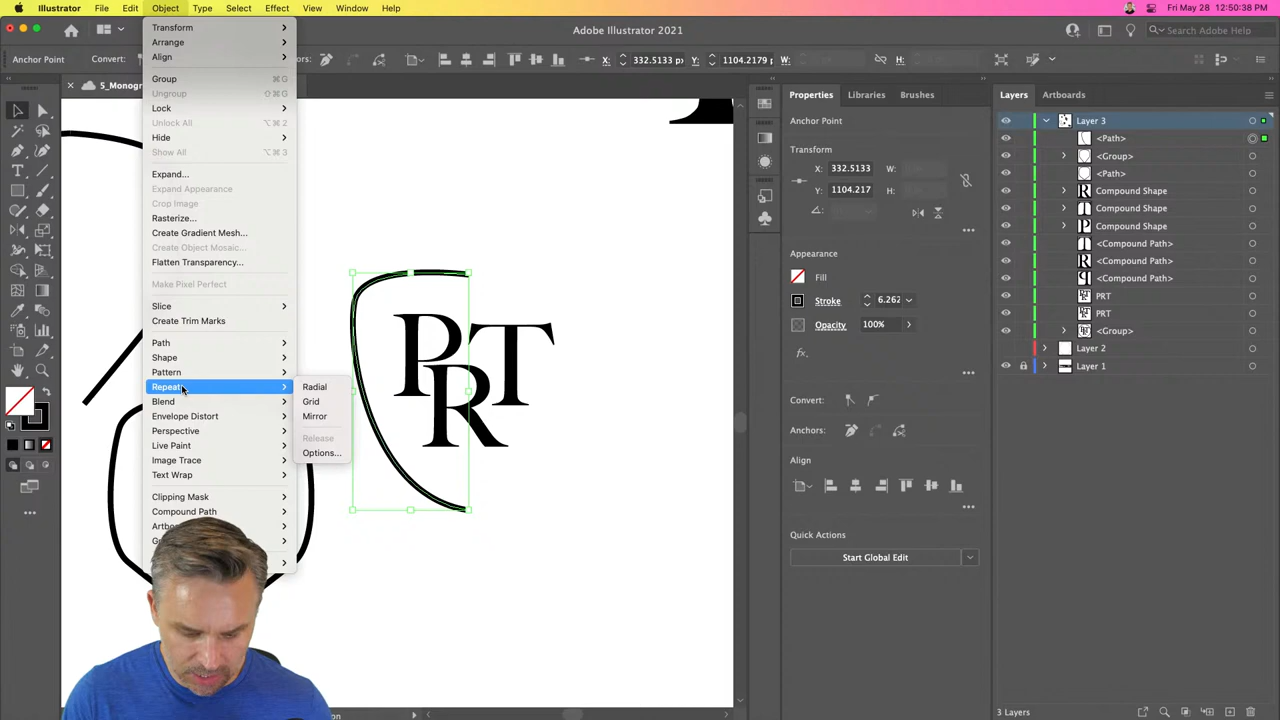 Illustrator File Edit Object Type Select Effect View Window Help Fri May 28 12:50:38 PM
Adobe Illustrator 2021
Search Adobe Help
Anchor Point Convert: X: 332.5133 px Y: 1104.2179 px W: H:
5_Monog
Transform
Arrange
Align
Group ⌘G
Ungroup ⇧⌘G
Lock
Unlock All ⌥⌘2
Hide
Show All ⌥⌘3
Expand...
Expand Appearance
Crop Image
Rasterize...
Create Gradient Mesh...
Create Object Mosaic...
Flatten Transparency...
Make Pixel Perfect
Slice
Create Trim Marks
Path
Shape
Pattern
Repeat
Blend
Envelope Distort
Perspective
Live Paint
Image Trace
Text Wrap
Clipping Mask
Compound Path
Radial
Grid
Mirror
Release
Options...
P T
R
Properties Libraries Brushes
Anchor Point
Transform
X: 332.5133 W:
Y: 1104.217 H:
Appearance
Fill
Stroke 6.262
Opacity 100%
fx.
Convert:
Anchors:
Align
Quick Actions
Start Global Edit
Layers Artboards
Layer 3
<Path>
<Group>
<Path>
Compound Shape
Compound Shape
Compound Shape
<Compound Path>
<Compound Path>
<Compound Path>
PRT
PRT
<Group>
Layer 2
Layer 1
3 Layers